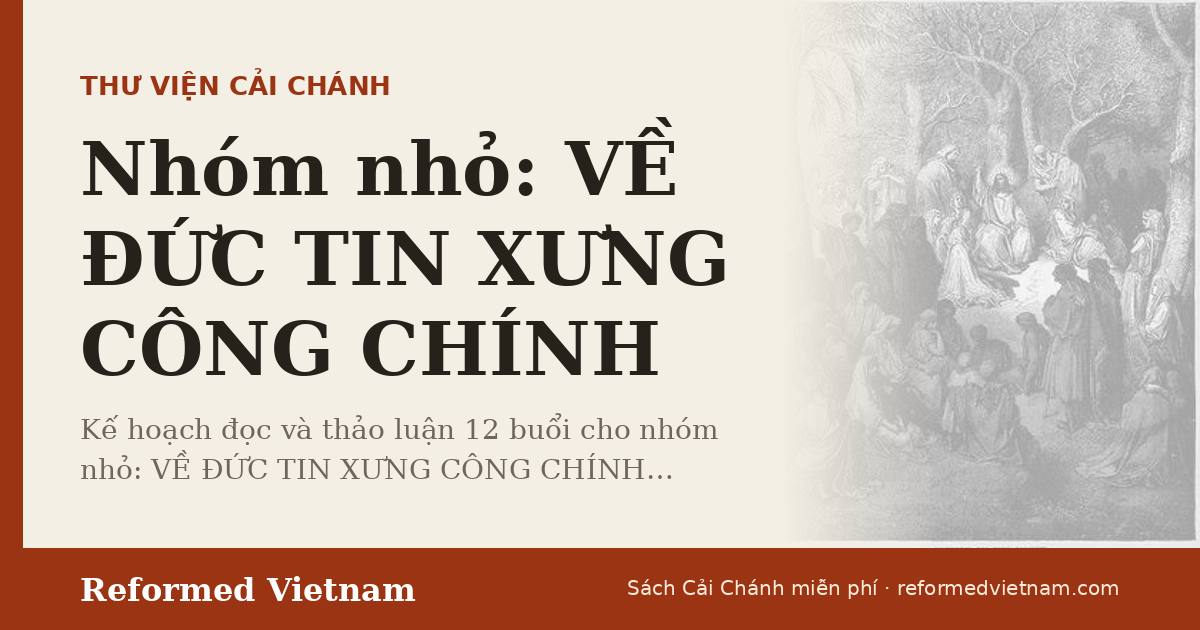 THƯ VIỆN CẢI CHÁNH
Nhóm nhỏ: VỀ
ĐỨC TIN XƯNG
CÔNG CHÍNH
Kế hoạch đọc và thảo luận 12 buổi cho nhóm
nhỏ: VỀ ĐỨC TIN XƯNG CÔNG CHÍNH...
Reformed Vietnam
Sách Cải Chánh miễn phí · reformedvietnam.com